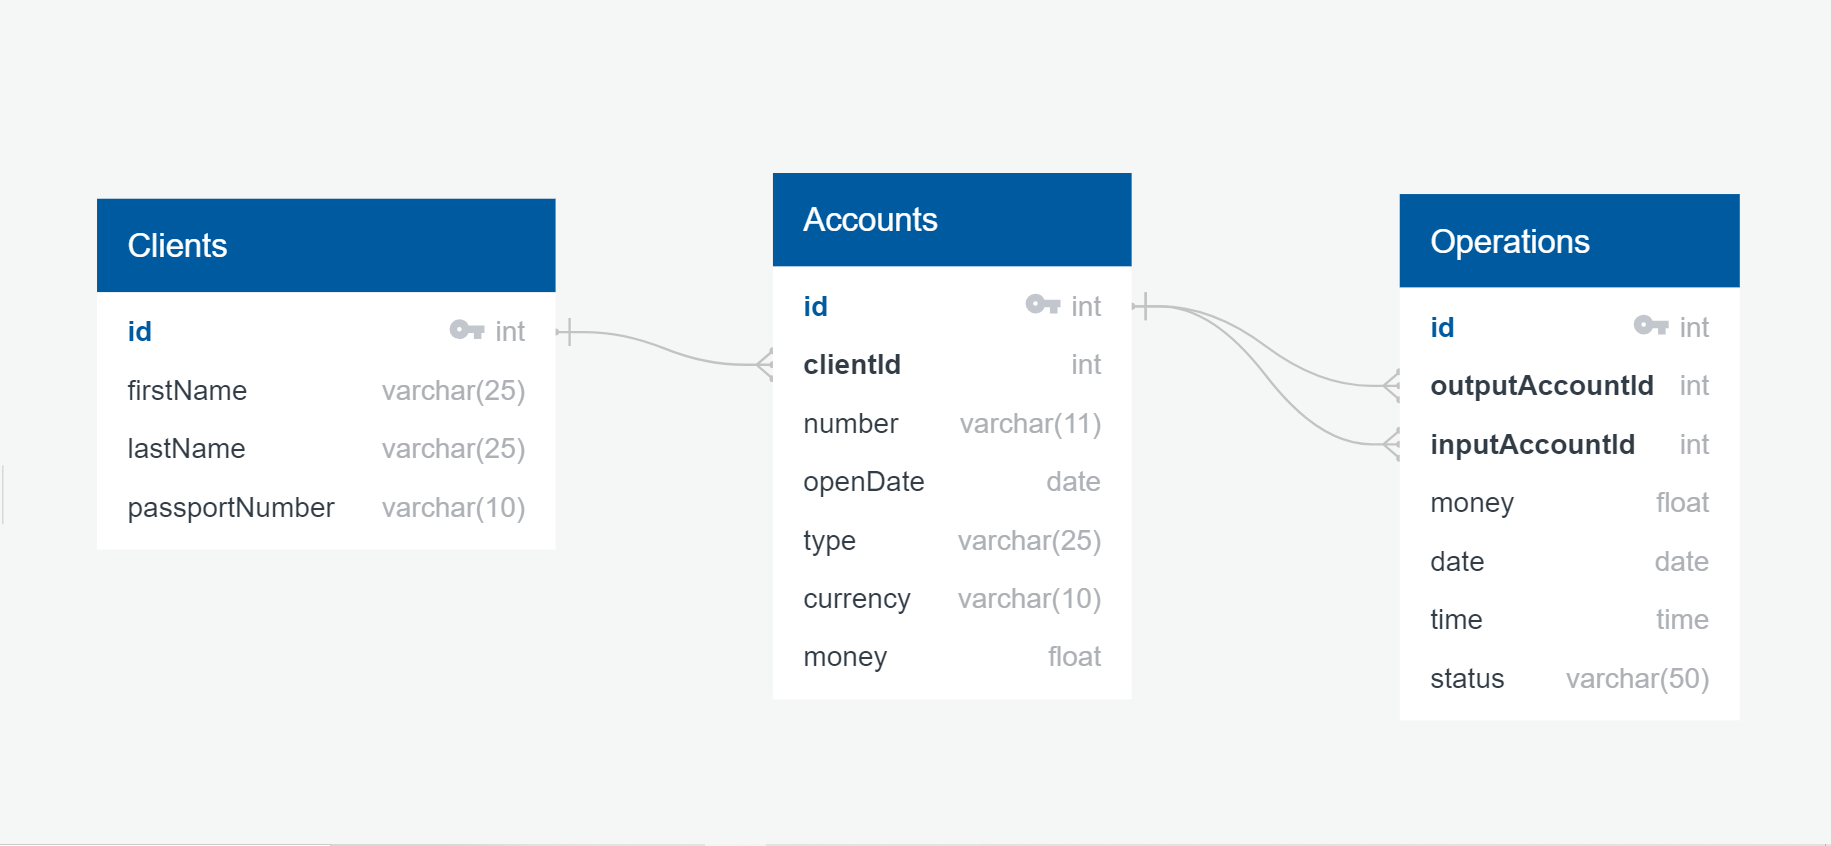 Clients
id int
firstName varchar(25)
lastName varchar(25)
passportNumber varchar(10)
Accounts
id int
clientId int
number varchar(11)
openDate date
type varchar(25)
currency varchar(10)
money float
Operations
id int
outputAccountId int
inputAccountId int
money float
date date
time time
status varchar(50)